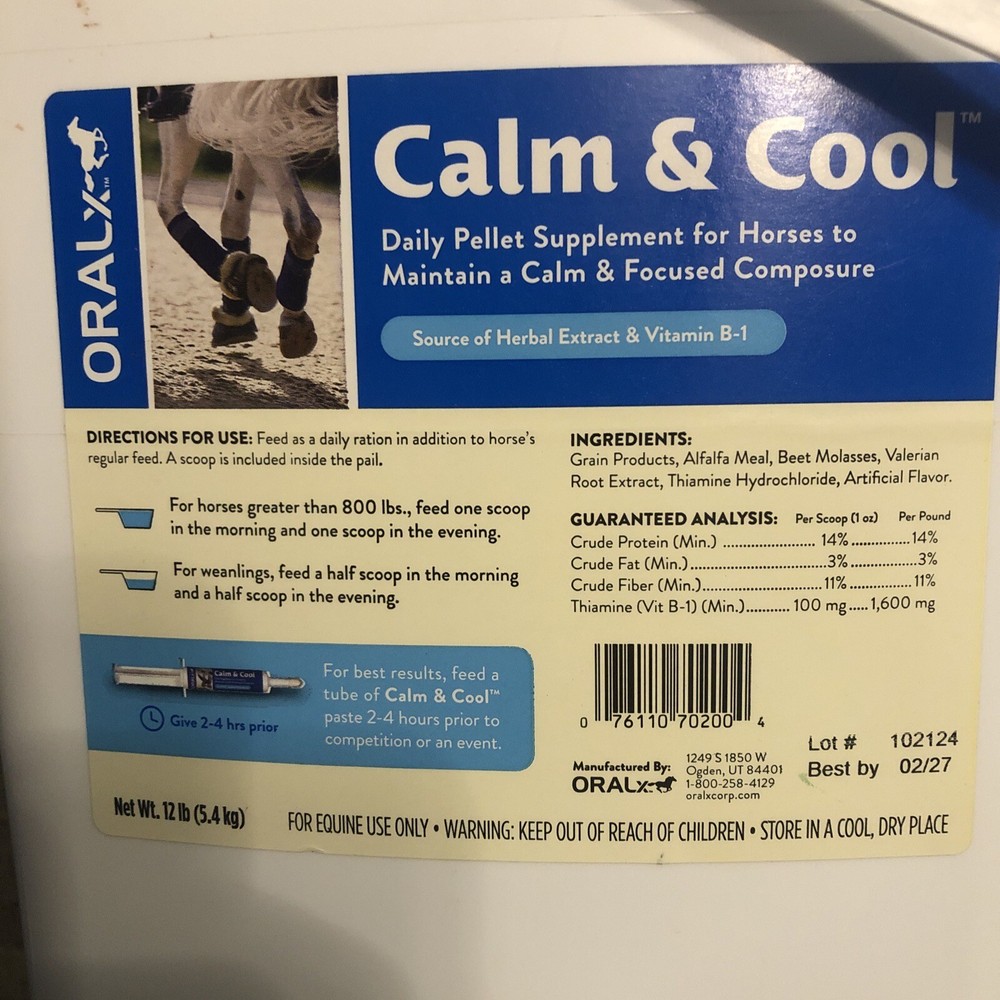 ORALX™
Calm & Cool™
Daily Pellet Supplement for Horses to
Maintain a Calm & Focused Composure
Source of Herbal Extract & Vitamin B-1
DIRECTIONS FOR USE: Feed as a daily ration in addition to horse's
regular feed. A scoop is included inside the pail.
For horses greater than 800 lbs., feed one scoop
in the morning and one scoop in the evening.
For weanlings, feed a half scoop in the morning
and a half scoop in the evening.
Calm & Cool
Give 2-4 hrs prior
For best results, feed a
tube of Calm & Cool™
paste 2-4 hours prior to
competition or an event.
INGREDIENTS:
Grain Products, Alfalfa Meal, Beet Molasses, Valerian
Root Extract, Thiamine Hydrochloride, Artificial Flavor.
GUARANTEED ANALYSIS: Per Scoop (1 oz) Per Pound
Crude Protein (Min.) ................... 14%.............14%
Crude Fat (Min.)............................3%...............3%
Crude Fiber (Min.)........................11%..............11%
Thiamine (Vit B-1) (Min.)........... 100 mg.....1,600 mg
0 76110 70200 4
Manufactured By:
ORALX
1249 S 1850 W
Ogden, UT 84401
1-800-258-4129
oralxcorp.com
Lot # 102124
Best by 02/27
Net Wt. 12 lb (5.4 kg)
FOR EQUINE USE ONLY • WARNING: KEEP OUT OF REACH OF CHILDREN • STORE IN A COOL, DRY PLACE